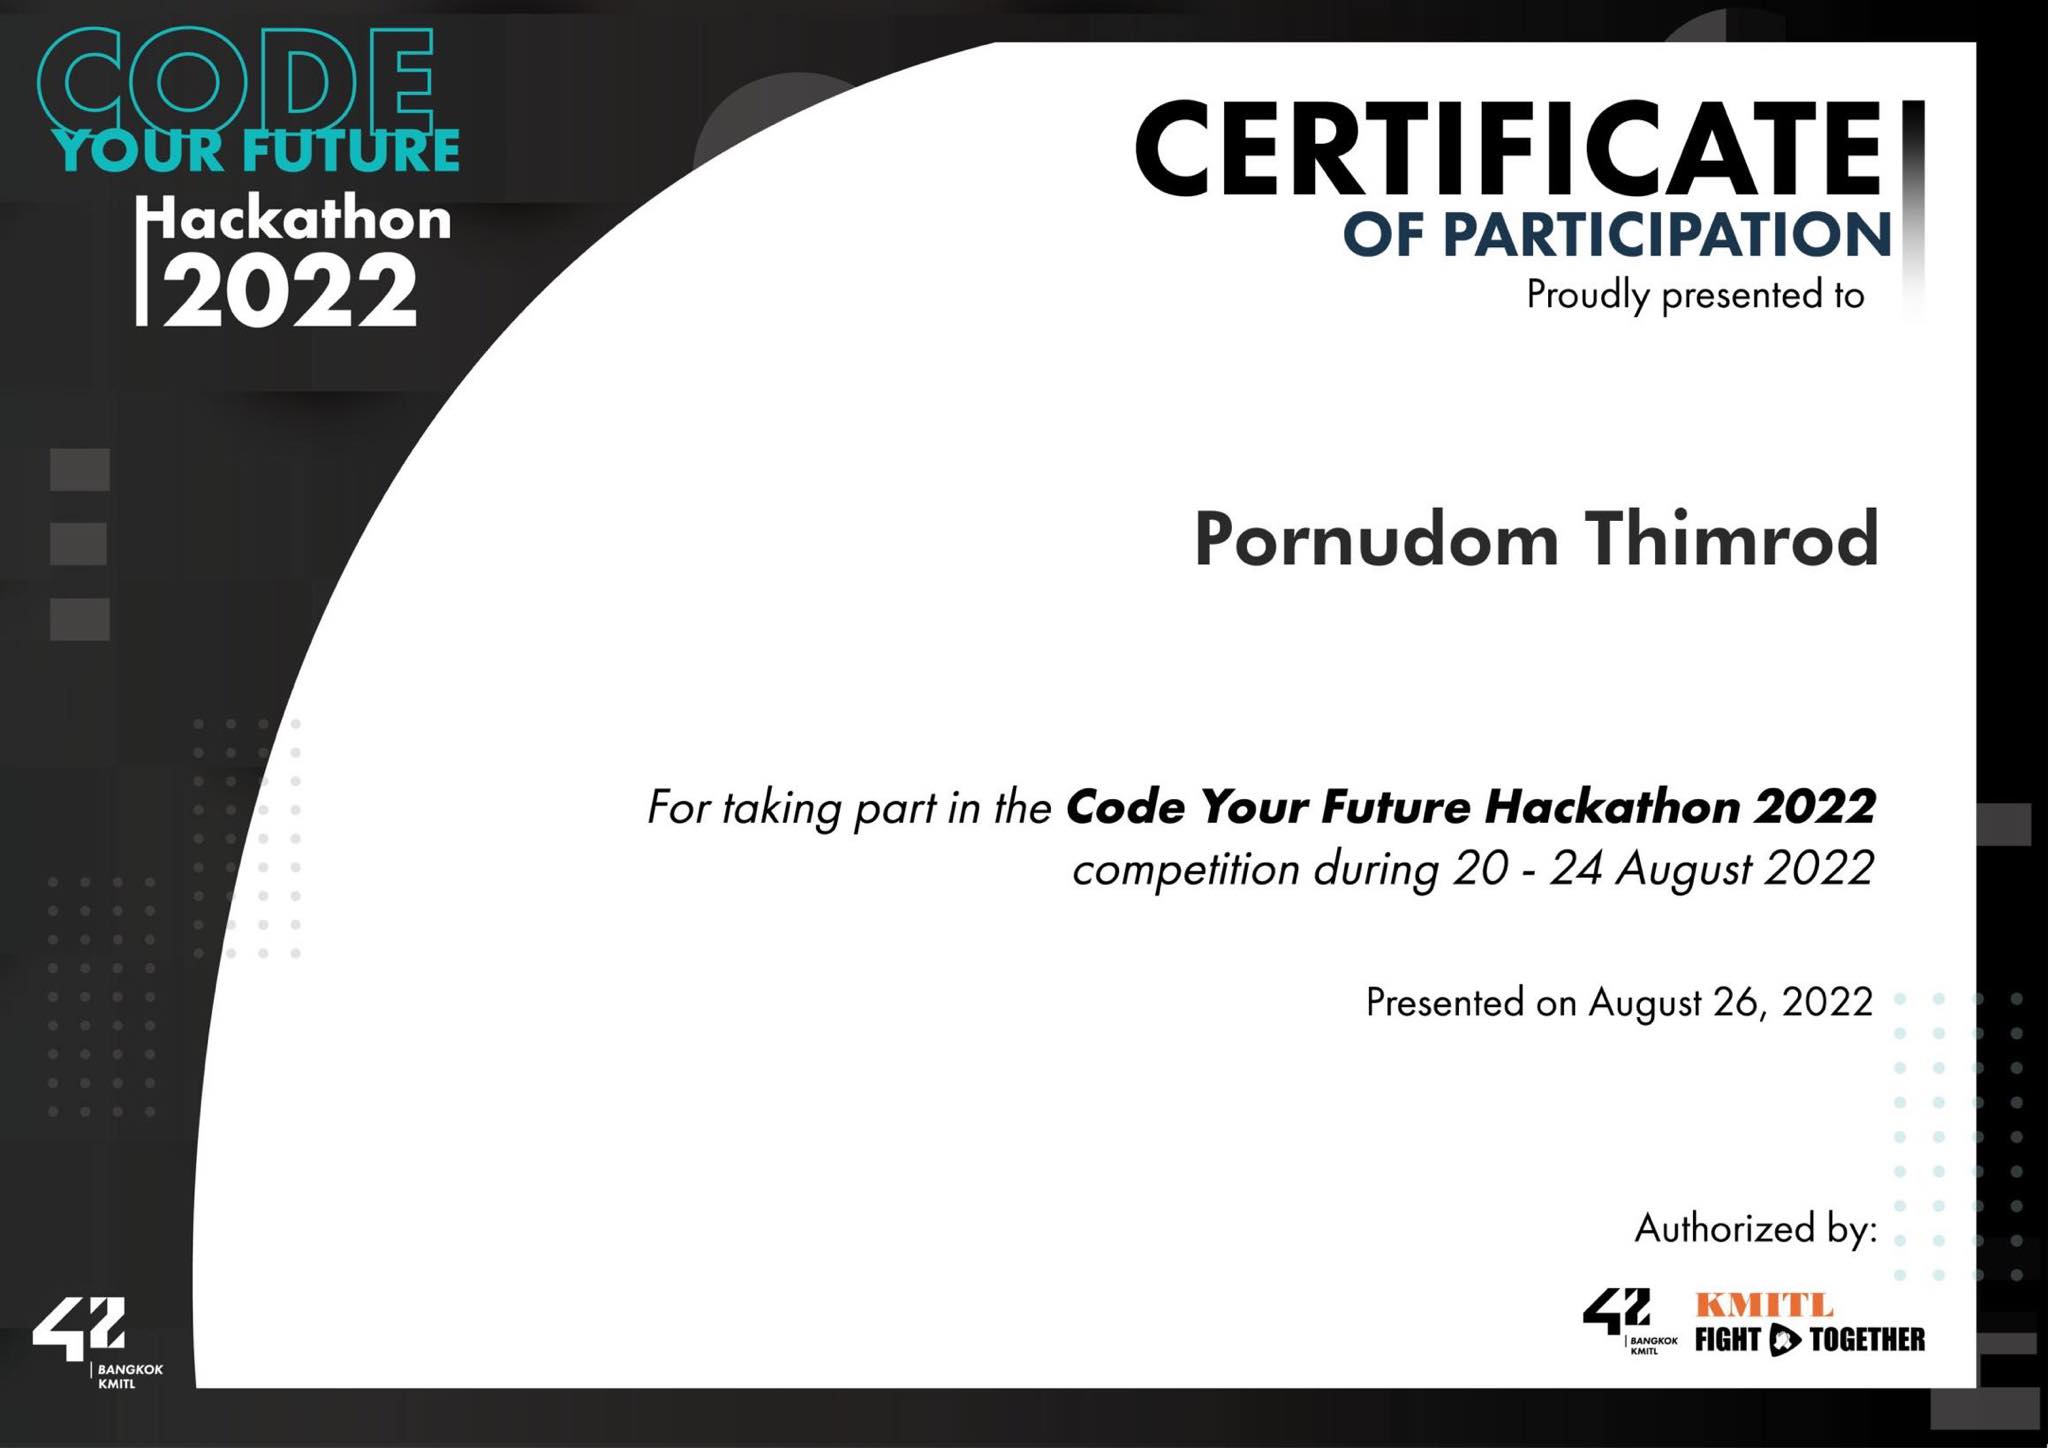 CODE
YOUR FUTURE
Hackathon
2022
CERTIFICATE
OF PARTICIPATION
Proudly presented to
Pornudom Thimrod
For taking part in the Code Your Future Hackathon 2022
competition during 20 - 24 August 2022
Presented on August 26, 2022
Authorized by:
42
BANGKOK
KMITL
42
BANGKOK
KMITL
KMITL
FIGHT TOGETHER